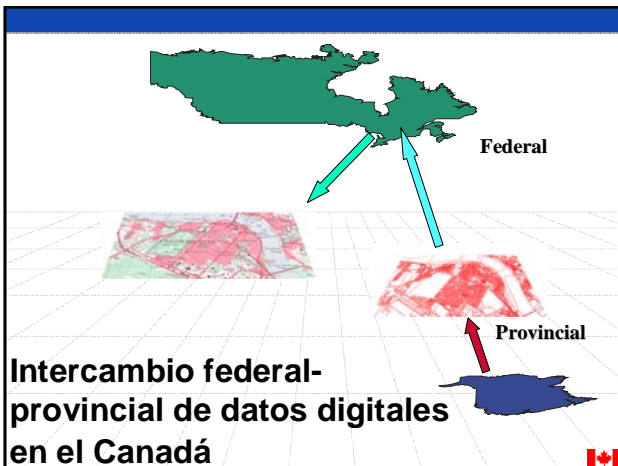 Federal
Provincial
Intercambio federal-
provincial de datos digitales
en el Canadá